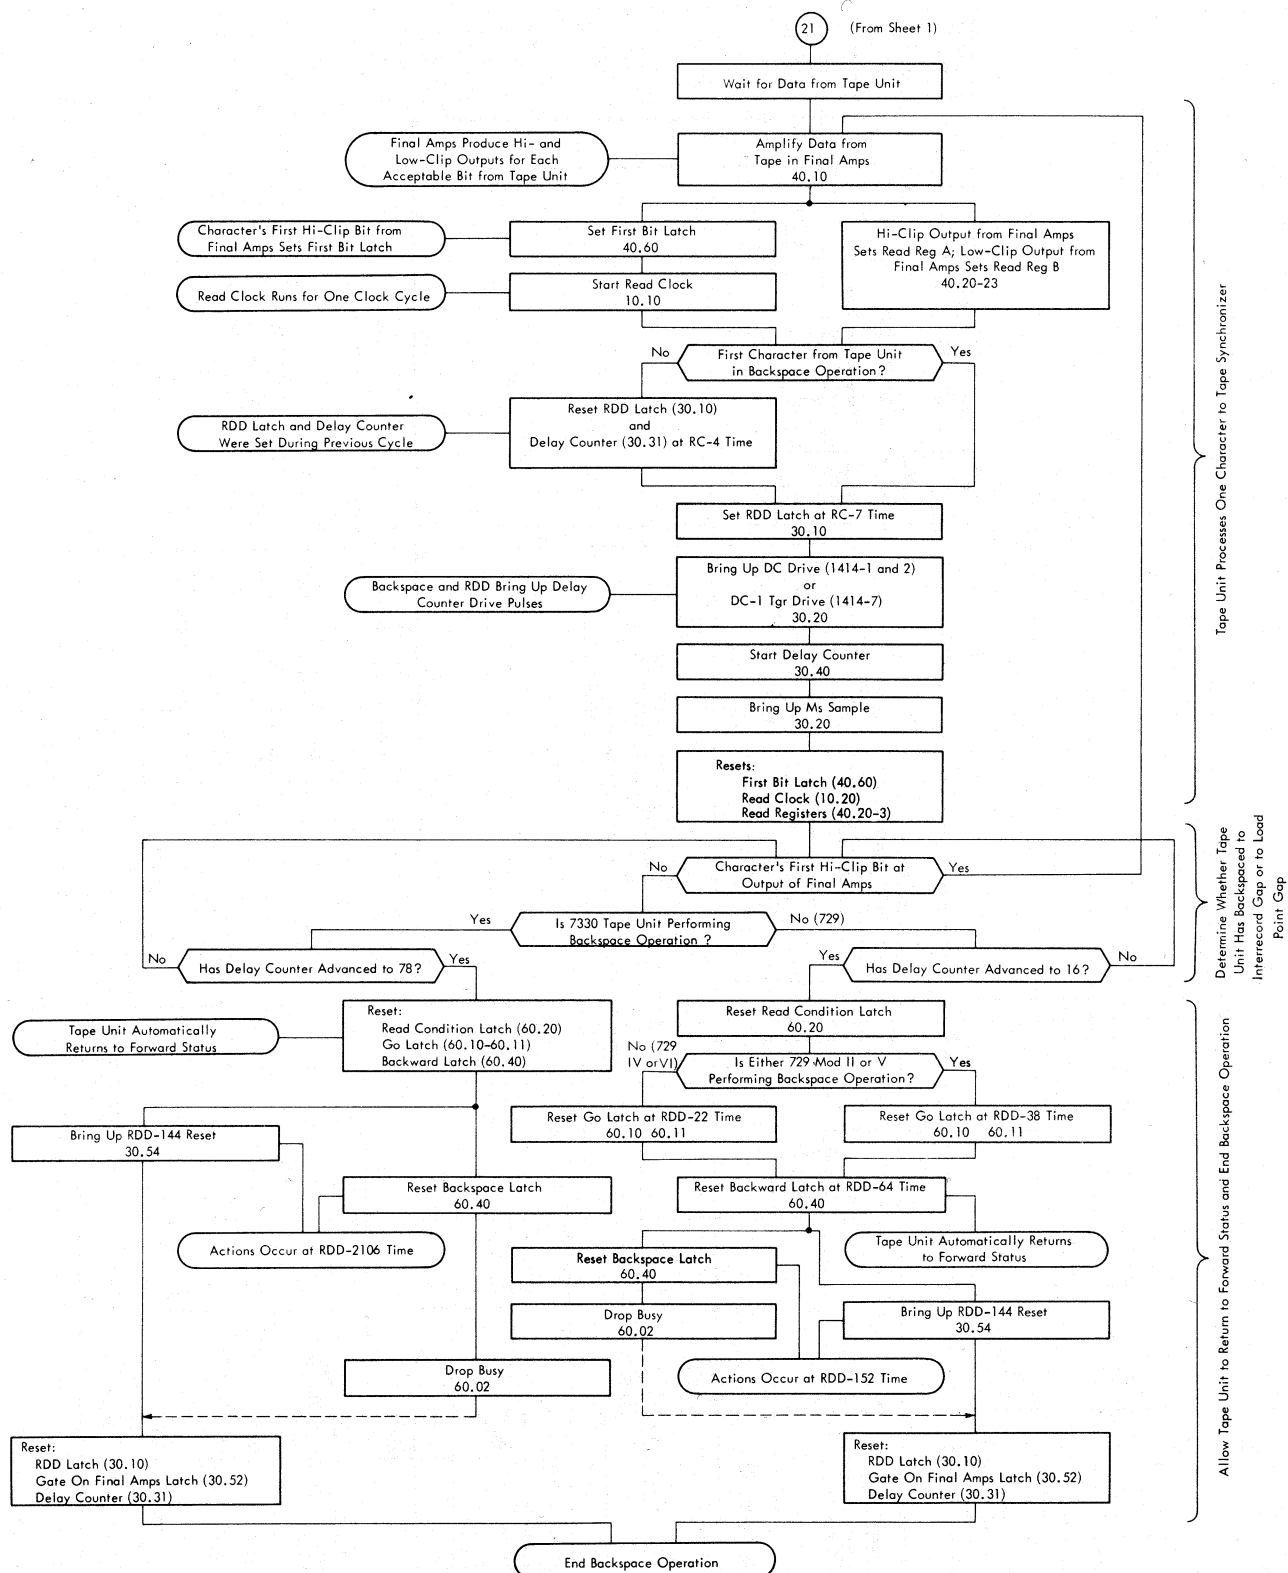 21 (From Sheet 1)
Wait for Data from Tape Unit
Final Amps Produce Hi- and
Low-Clip Outputs for Each
Acceptable Bit from Tape Unit
Amplify Data from
Tape in Final Amps
40.10
Character's First Hi-Clip Bit from
Final Amps Sets First Bit Latch
Set First Bit Latch
40.60
Hi-Clip Output from Final Amps
Sets Read Reg A; Low-Clip Output from
Final Amps Sets Read Reg B
40.20-23
Read Clock Runs for One Clock Cycle
Start Read Clock
10.10
No
First Character from Tape Unit
in Backspace Operation?
Yes
RDD Latch and Delay Counter
Were Set During Previous Cycle
Reset RDD Latch (30.10)
and
Delay Counter (30.31) at RC-4 Time
Set RDD Latch at RC-7 Time
30.10
Backspace and RDD Bring Up Delay
Counter Drive Pulses
Bring Up DC Drive (1414-1 and 2)
or
DC-1 Tgr Drive (1414-7)
30.20
Start Delay Counter
30.40
Bring Up Ms Sample
30.20
Resets:
First Bit Latch (40.60)
Read Clock (10.20)
Read Registers (40.20-3)
Tape Unit Processes One Character to Tape Synchronizer
No
Character's First Hi-Clip Bit at
Output of Final Amps
Yes
Yes
Is 7330 Tape Unit Performing
Backspace Operation ?
No (729)
No
Has Delay Counter Advanced to 78?
Yes
Yes
Has Delay Counter Advanced to 16?
No
Determine Whether Tape
Unit Has Backspaced to
Interrecord Gap or to Load
Point Gap
Tape Unit Automatically
Returns to Forward Status
Reset:
Read Condition Latch (60.20)
Go Latch (60.10-60.11)
Backward Latch (60.40)
Reset Read Condition Latch
60.20
No (729
IV or VI)
Is Either 729 Mod II or V
Performing Backspace Operation?
Yes
Bring Up RDD-144 Reset
30.54
Reset Go Latch at RDD-22 Time
60.10 60.11
Reset Go Latch at RDD-38 Time
60.10 60.11
Reset Backspace Latch
60.40
Reset Backward Latch at RDD-64 Time
60.40
Actions Occur at RDD-2106 Time
Tape Unit Automatically Returns
to Forward Status
Reset Backspace Latch
60.40
Drop Busy
60.02
Bring Up RDD-144 Reset
30.54
Drop Busy
60.02
Actions Occur at RDD-152 Time
Reset:
RDD Latch (30.10)
Gate On Final Amps Latch (30.52)
Delay Counter (30.31)
Reset:
RDD Latch (30.10)
Gate On Final Amps Latch (30.52)
Delay Counter (30.31)
Allow Tape Unit to Return to Forward Status and End Backspace Operation
End Backspace Operation